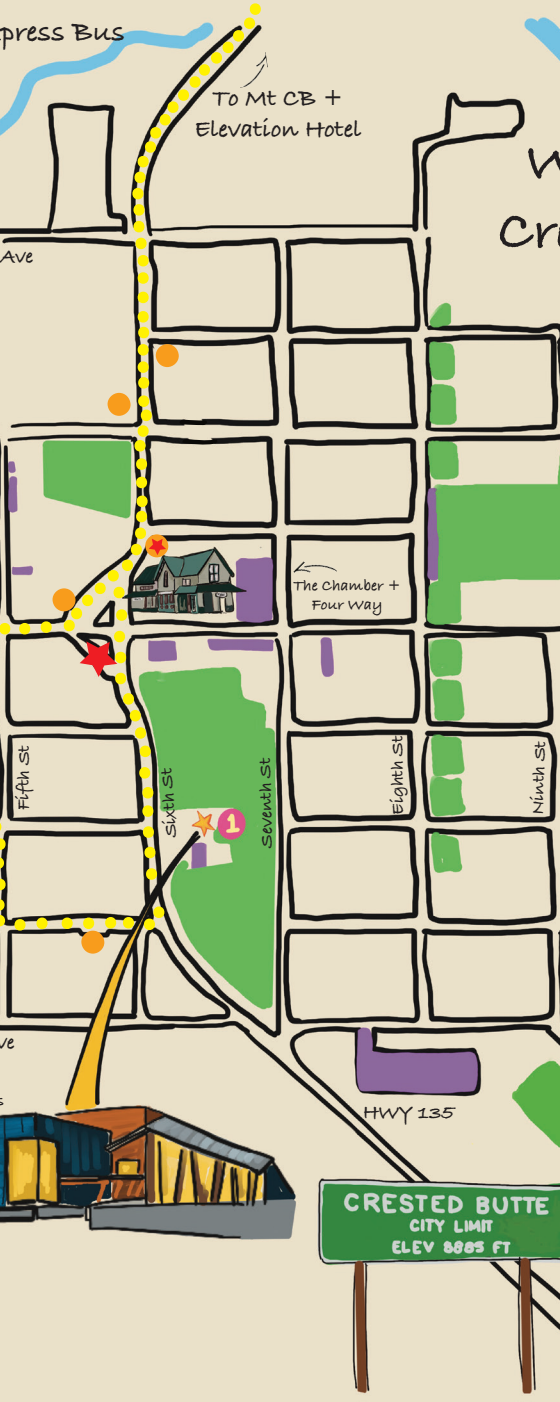 press Bus
To Mt CB +
Elevation Hotel
W
Cr
Ave
The Chamber +
Four Way
Fifth St
Sixth St
Seventh St
Eighth St
Ninth St
1
ve
s
HWY 135
CRESTED BUTTE
CITY LIMIT
ELEV 8885 FT